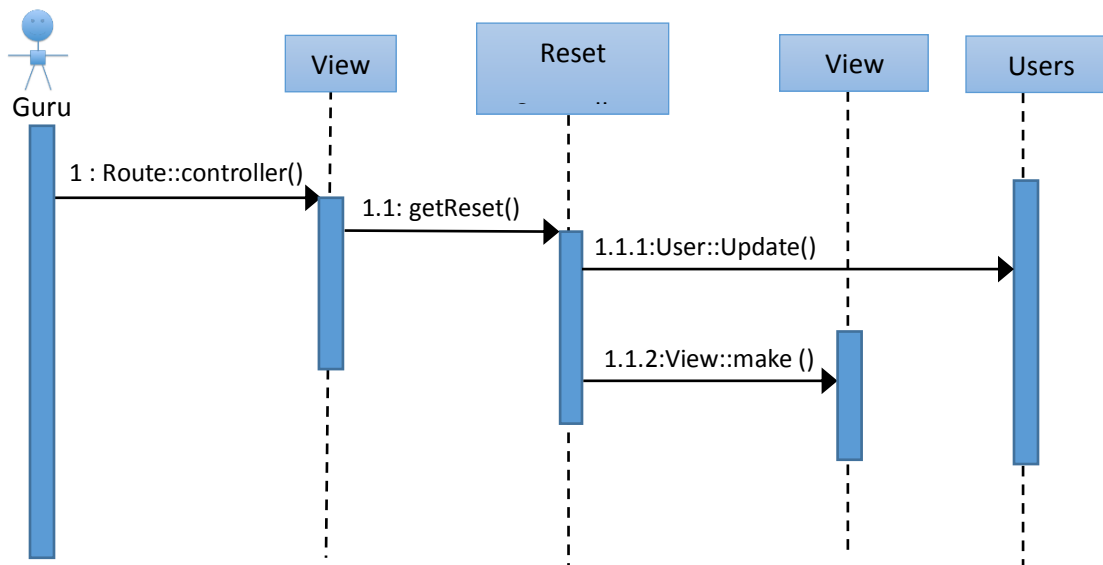 Guru
View
Reset
View
Users
1 : Route::controller()
1.1: getReset()
1.1.1:User::Update()
1.1.2:View::make ()